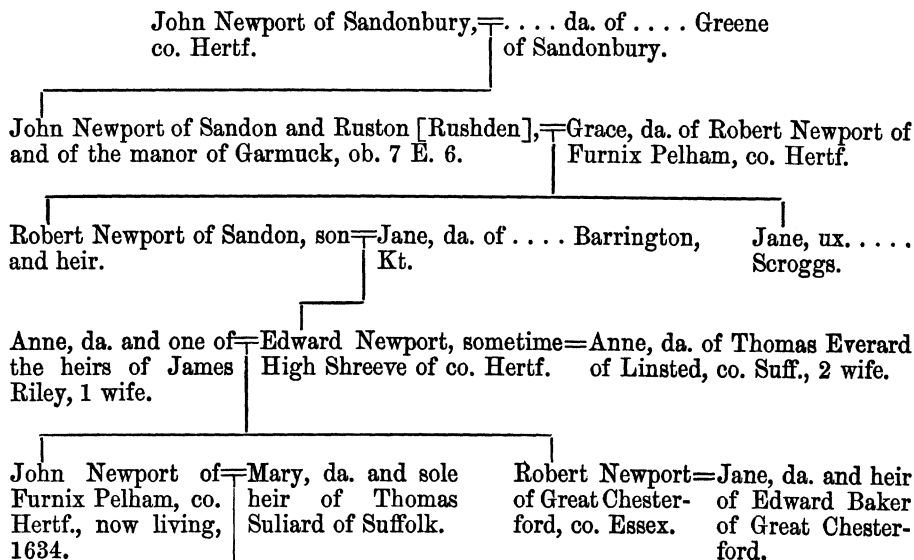 John Newport of Sandonbury,=. . . . da. of . . . . Greene
co. Hertf.
of Sandonbury.
John Newport of Sandon and Ruston [Rushden],=Grace, da. of Robert Newport of
and of the manor of Garmuck, ob. 7 E. 6.
Furnix Pelham, co. Hertf.
Robert Newport of Sandon, son=Jane, da. of . . . . Barrington,
and heir.
Kt.
Jane, ux. . . . .
Scroggs.
Anne, da. and one of=
the heirs of James
Riley, 1 wife.
Edward Newport, sometime=
High Shreeve of co. Hertf.
Anne, da. of Thomas Everard
of Linsted, co. Suff., 2 wife.
John Newport of=
Furnix Pelham, co.
Hertf., now living,
1634.
Mary, da. and sole
heir of Thomas
Suliard of Suffolk.
Robert Newport=
of Great Chester-
ford, co. Essex.
Jane, da. and heir
of Edward Baker
of Great Chester-
ford.